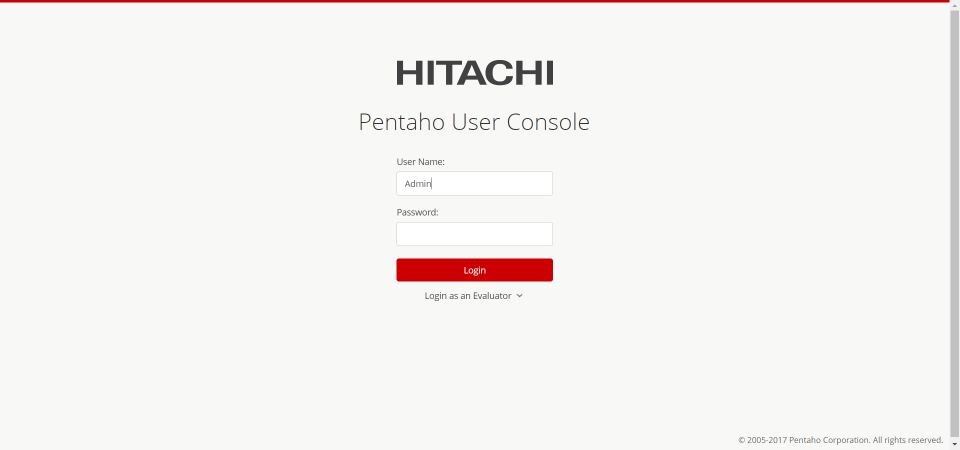 HITACHI
Pentaho User Console
User Name:
Admin
Password:
Login
Login as an Evaluator
© 2005-2017 Pentaho Corporation. All rights reserved.